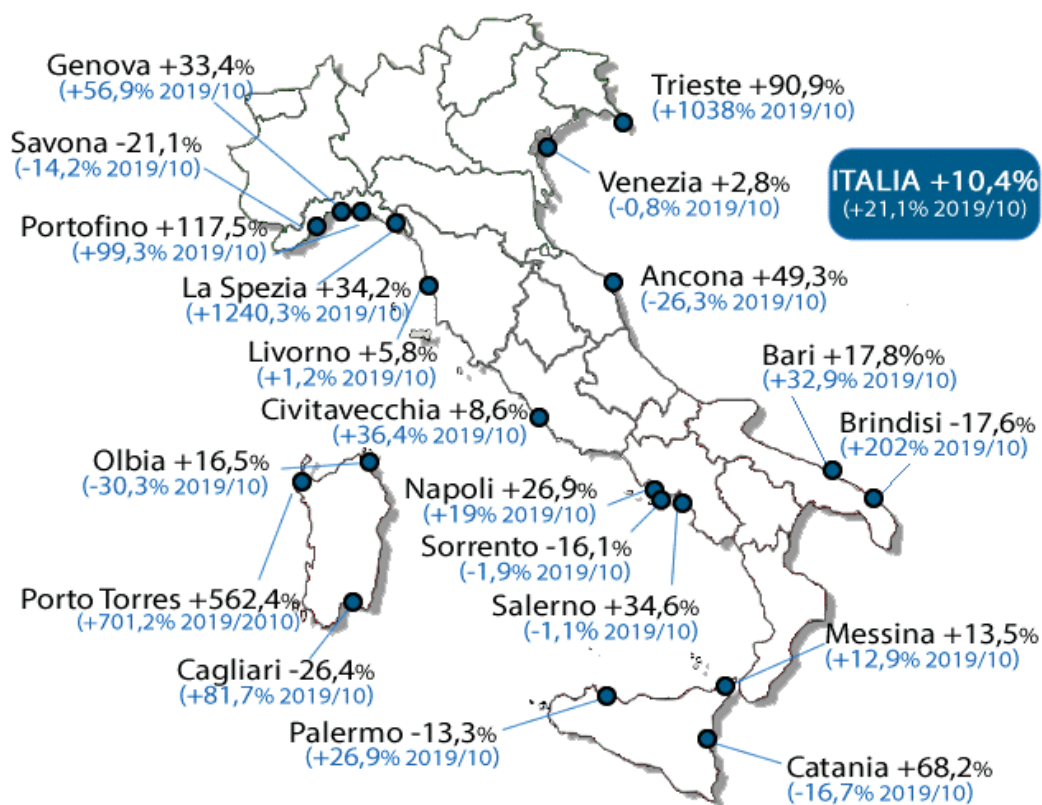 Genova +33,4%
(+56,9% 2019/10)
Trieste +90,9%
(+1038% 2019/10)
Savona -21,1%
(-14,2% 2019/10)
Venezia +2,8%
(-0,8% 2019/10)
ITALIA +10,4%
(+21,1% 2019/10)
Portofino +117,5%
(+99,3% 2019/10)
La Spezia +34,2%
(+1240,3% 2019/10)
Ancona +49,3%
(-26,3% 2019/10)
Livorno +5,8%
(+1,2% 2019/10)
Bari +17,8%%
(+32,9% 2019/10)
Civitavecchia +8,6%
(+36,4% 2019/10)
Brindisi -17,6%
(+202% 2019/10)
Olbia +16,5%
(-30,3% 2019/10)
Napoli +26,9%
(+19% 2019/10)
Sorrento -16,1%
(-1,9% 2019/10)
Porto Torres +562,4%
(+701,2% 2019/2010)
Salerno +34,6%
(-1,1% 2019/10)
Messina +13,5%
(+12,9% 2019/10)
Cagliari -26,4%
(+81,7% 2019/10)
Palermo -13,3%
(+26,9% 2019/10)
Catania +68,2%
(-16,7% 2019/10)